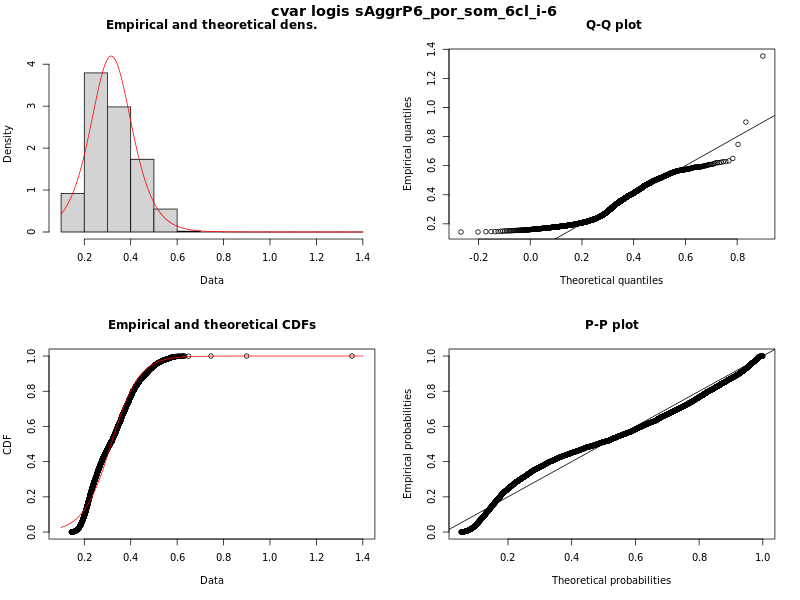 cvar logis sAggrP6_por_som_6cl_i-6
Empirical and theoretical dens.
Density
0 1 2 3 4
0.2 0.4 0.6 0.8 1.0 1.2 1.4
Data
Q-Q plot
Empirical quantiles
0.2 0.4 0.6 0.8 1.0 1.2 1.4
-0.2 0.0 0.2 0.4 0.6 0.8
Theoretical quantiles
Empirical and theoretical CDFs
CDF
0.0 0.2 0.4 0.6 0.8 1.0
0.2 0.4 0.6 0.8 1.0 1.2 1.4
Data
P-P plot
Empirical probabilities
0.0 0.2 0.4 0.6 0.8 1.0
0.2 0.4 0.6 0.8 1.0
Theoretical probabilities